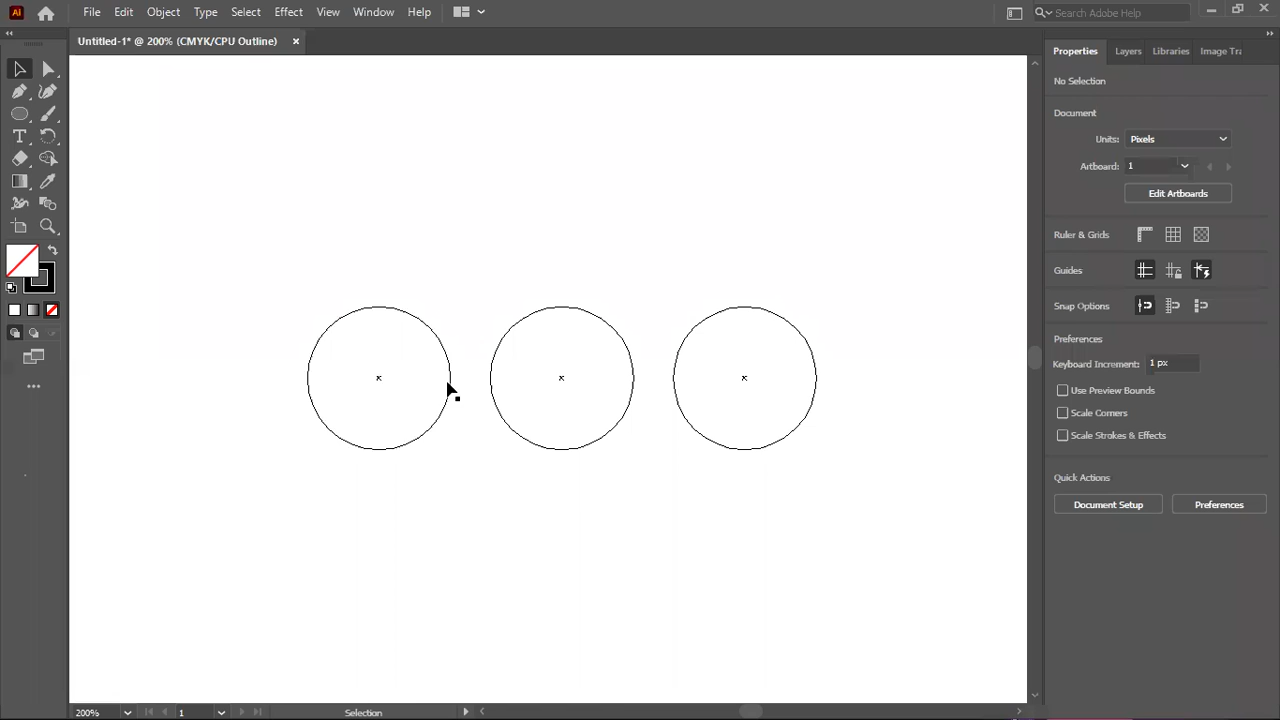 Ai File Edit Object Type Select Effect View Window Help Search Adobe Help
Untitled-1* @ 200% (CMYK/CPU Outline)
Properties Layers Libraries Image Tra
No Selection
Document
Units: Pixels
Artboard: 1
Edit Artboards
Ruler & Grids
Guides
Snap Options
Preferences
Keyboard Increment: 1 px
Use Preview Bounds
Scale Corners
Scale Strokes & Effects
Quick Actions
Document Setup Preferences
200% 1 Selection